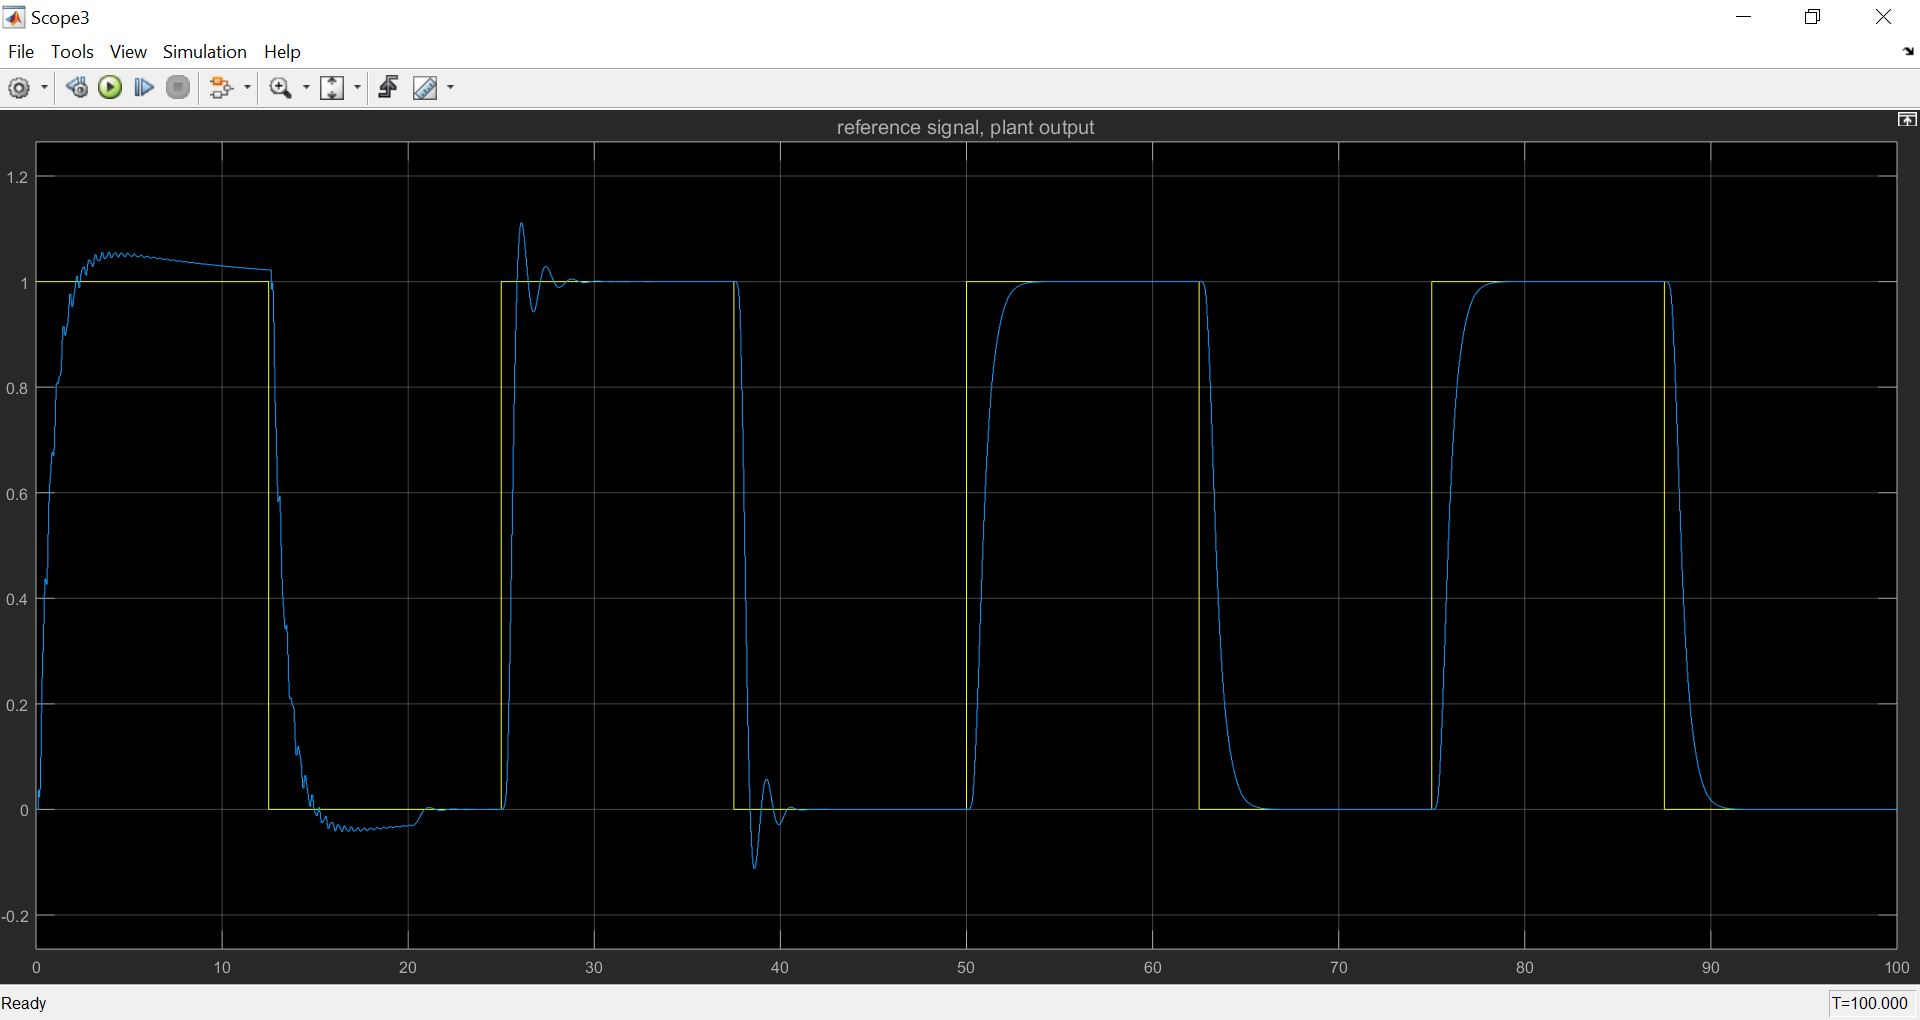 Scope3
File Tools View Simulation Help
reference signal, plant output
1.2
1
0.8
0.6
0.4
0.2
0
-0.2
0 10 20 30 40 50 60 70 80 90 100
Ready T=100.000